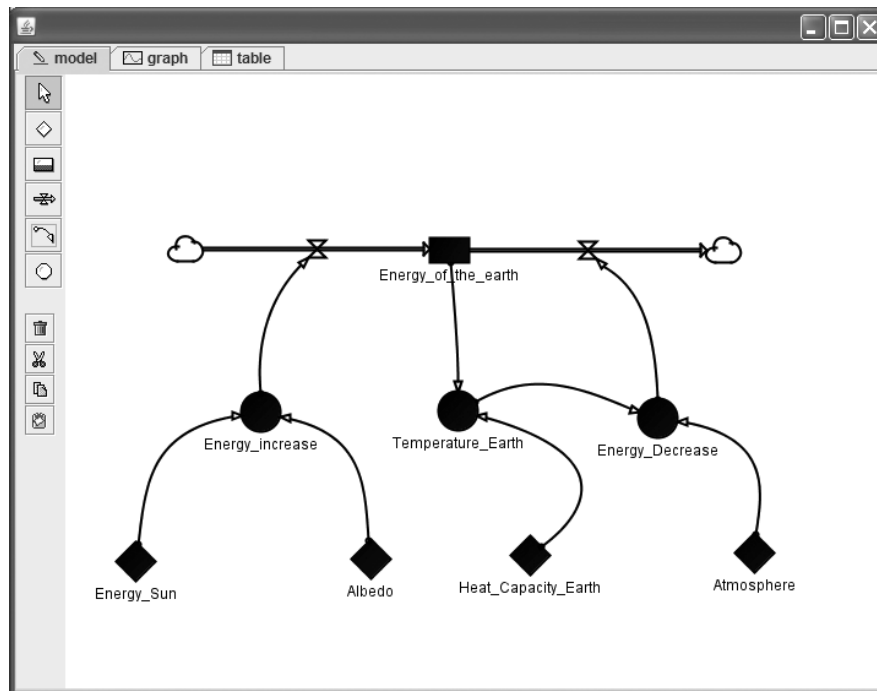 model graph table
Energy_of_the_earth
Energy_increase
Temperature_Earth
Energy_Decrease
Energy_Sun
Albedo
Heat_Capacity_Earth
Atmosphere